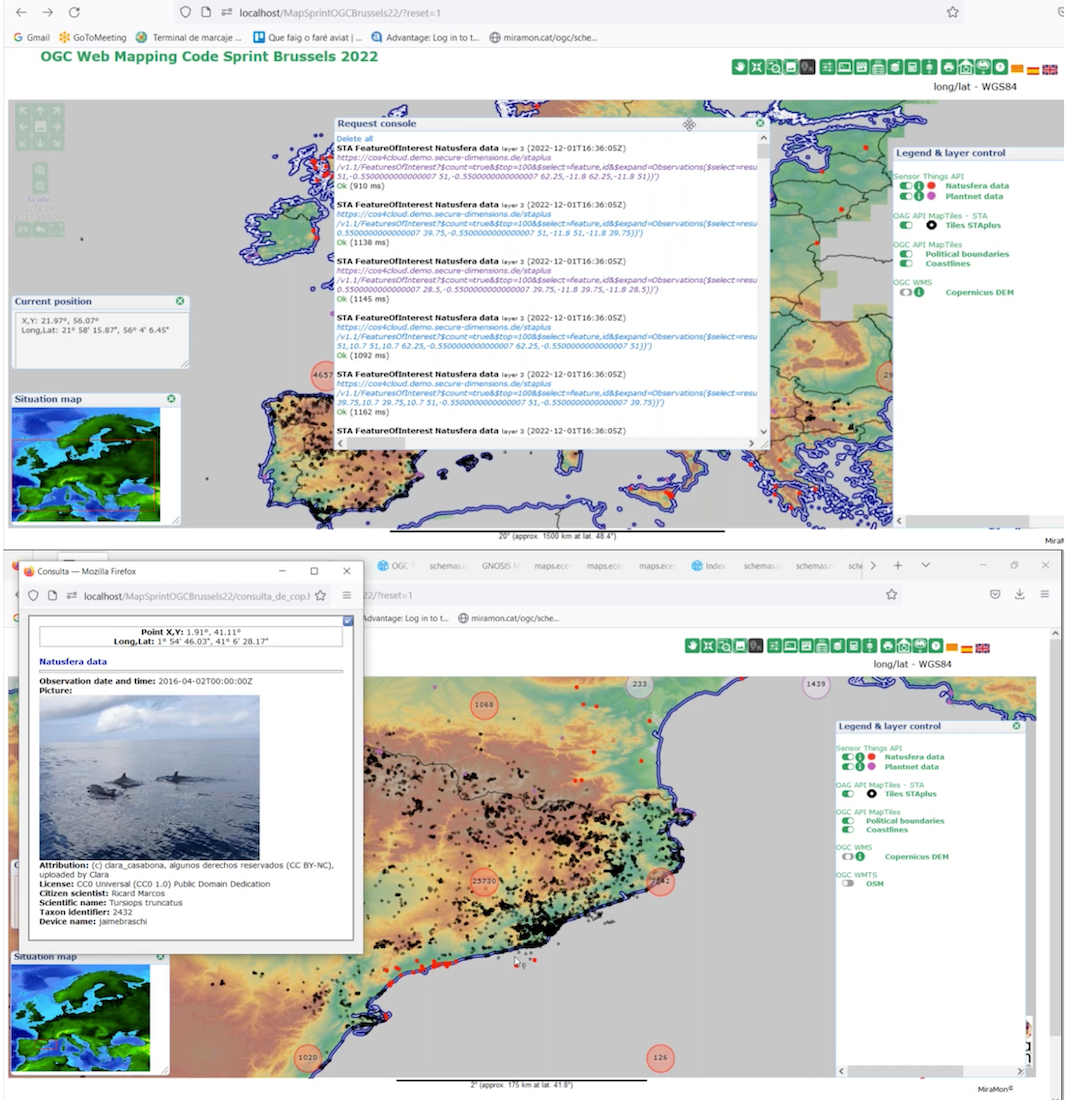 localhost/MapSprintOGCBrussels22/?reset=1
Gmail
GoToMeeting
Terminal de marcaje ...
Que faig o faré aviat | ...
Advantage: Log in to t...
miramon.cat/ogc/sche...
OGC Web Mapping Code Sprint Brussels 2022
long/lat - WGS84
Request console
Delete all
STA FeatureOfInterest Natusfera data layer 3 (2022-12-01T16:36:05Z)
https://cos4cloud.demo.secure-dimensions.de/staplus
/v1.1/FeaturesOfInterest?$count=true&$top=100&$select=feature,id&$expand=Observations($select=resu
51,-0.5500000000000007 62.25,-11.8 62.25,-11.8 51))')
Ok (910 ms)
STA FeatureOfInterest Natusfera data layer 3 (2022-12-01T16:36:05Z)
https://cos4cloud.demo.secure-dimensions.de/staplus
/v1.1/FeaturesOfInterest?$count=true&$top=100&$select=feature,id&$expand=Observations($select=resu
0.5500000000000007 39.75,-0.5500000000000007 51,-11.8 51,-11.8 39.75))')
Ok (1138 ms)
STA FeatureOfInterest Natusfera data layer 3 (2022-12-01T16:36:05Z)
https://cos4cloud.demo.secure-dimensions.de/staplus
/v1.1/FeaturesOfInterest?$count=true&$top=100&$select=feature,id&$expand=Observations($select=resu
0.5500000000000007 28.5,-0.5500000000000007 39.75,-11.8 39.75,-11.8 28.5))')
Ok (1145 ms)
STA FeatureOfInterest Natusfera data layer 3 (2022-12-01T16:36:05Z)
https://cos4cloud.demo.secure-dimensions.de/staplus
/v1.1/FeaturesOfInterest?$count=true&$top=100&$select=feature,id&$expand=Observations($select=resu
51,10.7 51,10.7 62.25,-0.5500000000000007 62.25,-0.5500000000000007 51))')
Ok (1092 ms)
STA FeatureOfInterest Natusfera data layer 3 (2022-12-01T16:36:05Z)
https://cos4cloud.demo.secure-dimensions.de/staplus
/v1.1/FeaturesOfInterest?$count=true&$top=100&$select=feature,id&$expand=Observations($select=resu
39.75,10.7 39.75,10.7 51,-0.5500000000000007 51,-0.5500000000000007 39.75))')
Ok (1162 ms)
STA FeatureOfInterest Natusfera data layer 3 (2022-12-01T16:36:05Z)
Legend & layer control
Sensor Things API
Natusfera data
Plantnet data
OAG API MapTiles - STA
Tiles STAplus
OGC API MapTiles
Political boundaries
Coastlines
OGC WMS
Copernicus DEM
Scale
XY
Current position
X,Y: 21.97°, 56.07°
Long,Lat: 21° 58' 15.87", 56° 4' 6.45"
4657
29
Situation map
20° (approx. 1500 km at lat. 48.4°)
MiraM
Consulta — Mozilla Firefox
OGC
schemas.
GNOSIS M
maps.ece
maps.ece
maps.ece
Index
schemas.
schemas.
sche
localhost/MapSprintOGCBrussels22/consulta_de_cop.h
22/?reset=1
Advantage: Log in to t...
miramon.cat/ogc/sche...
Point X,Y: 1.91°, 41.11°
Long,Lat: 1° 54' 46.03", 41° 6' 28.17"
Natusfera data
Observation date and time: 2016-04-02T00:00:00Z
Picture:
Attribution: (c) clara_casabona, algunos derechos reservados (CC BY-NC),
uploaded by Clara
License: CC0 Universal (CC0 1.0) Public Domain Dedication
Citizen scientist: Ricard Marcos
Scientific name: Tursiops truncatus
Taxon identifier: 2432
Device name: jaimebraschi
long/lat - WGS84
233
1439
1068
25730
7242
1020
126
Legend & layer control
Sensor Things API
Natusfera data
Plantnet data
OAG API MapTiles - STA
Tiles STAplus
OGC API MapTiles
Political boundaries
Coastlines
OGC WMS
Copernicus DEM
OGC WMTS
OSM
Situation map
2° (approx. 175 km at lat. 41.8°)
MiraMon©